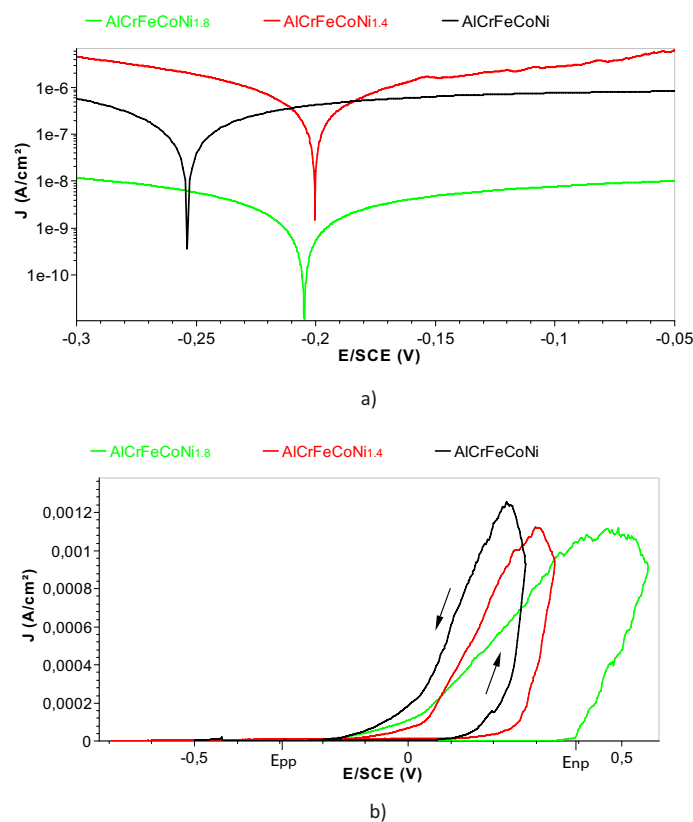 AlCrFeCoNi1.8 AlCrFeCoNi1.4 AlCrFeCoNi
J (A/cm²)
1e-6
1e-7
1e-8
1e-9
1e-10
-0,3 -0,25 -0,2 -0,15 -0,1 -0,05
E/SCE (V)
a)
AlCrFeCoNi1.8 AlCrFeCoNi1.4 AlCrFeCoNi
J (A/cm²)
0,0012
0,001
0,0008
0,0006
0,0004
0,0002
0
-0,5 Epp 0 Enp 0,5
E/SCE (V)
b)